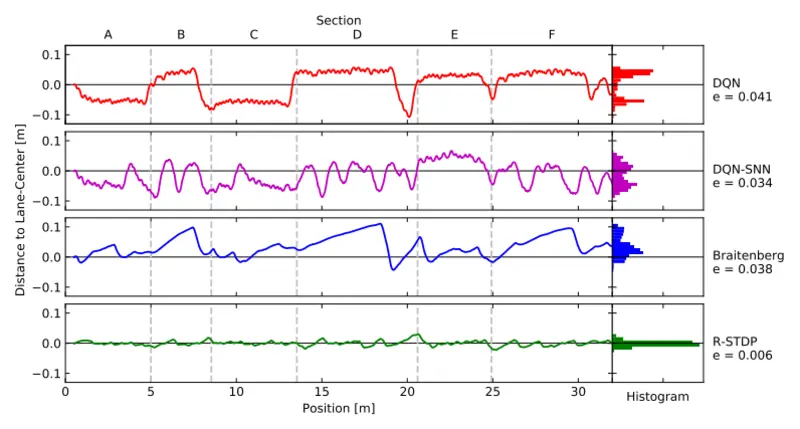 Section
A B C D E F
0.1
0.0
−0.1
DQN
e = 0.041
0.1
0.0
−0.1
DQN-SNN
e = 0.034
0.1
0.0
−0.1
Braitenberg
e = 0.038
0.1
0.0
−0.1
R-STDP
e = 0.006
Distance to Lane-Center [m]
0 5 10 15 20 25 30
Position [m]
Histogram